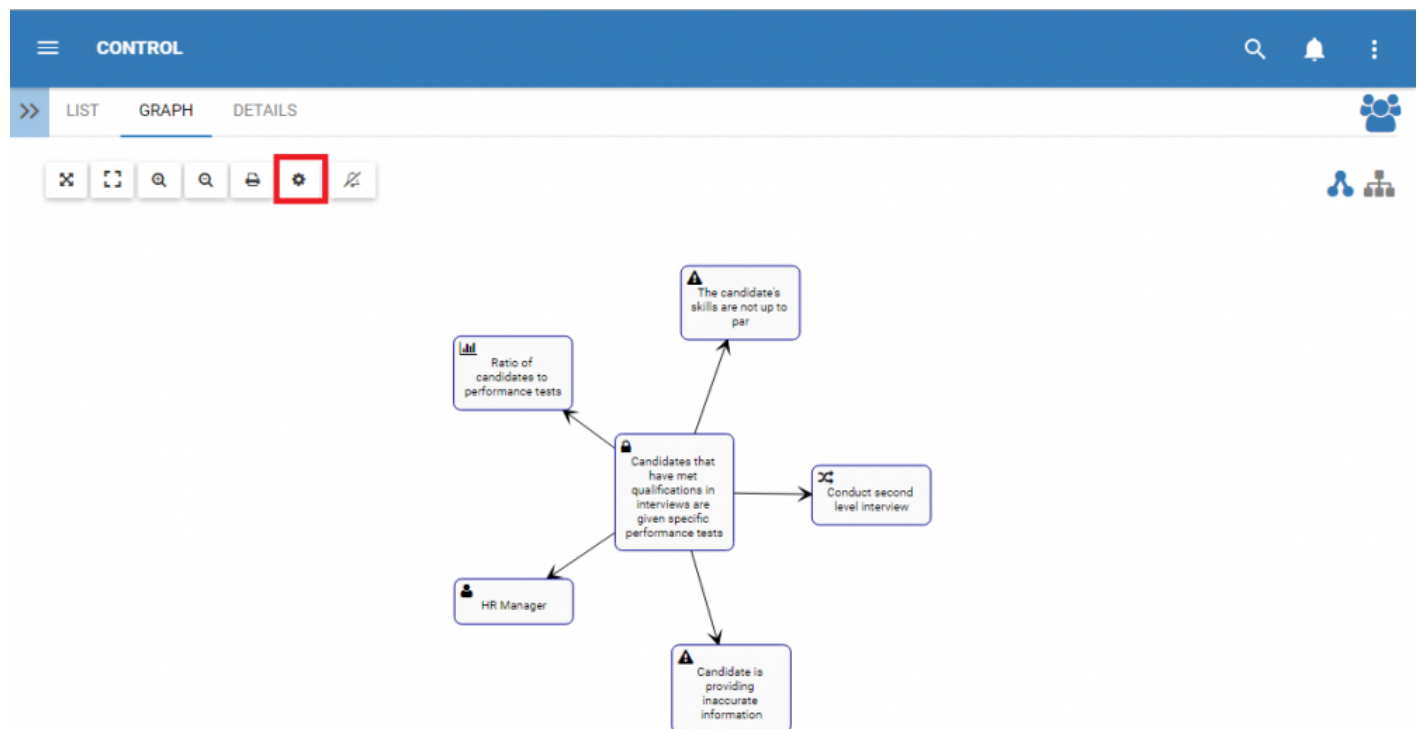 CONTROL
LIST GRAPH DETAILS
The candidate's
skills are not up to
par
Ratio of
candidates to
performance tests
Candidates that
have met
qualifications in
interviews are
given specific
performance tests
Conduct second
level interview
HR Manager
Candidate is
providing
inaccurate
information